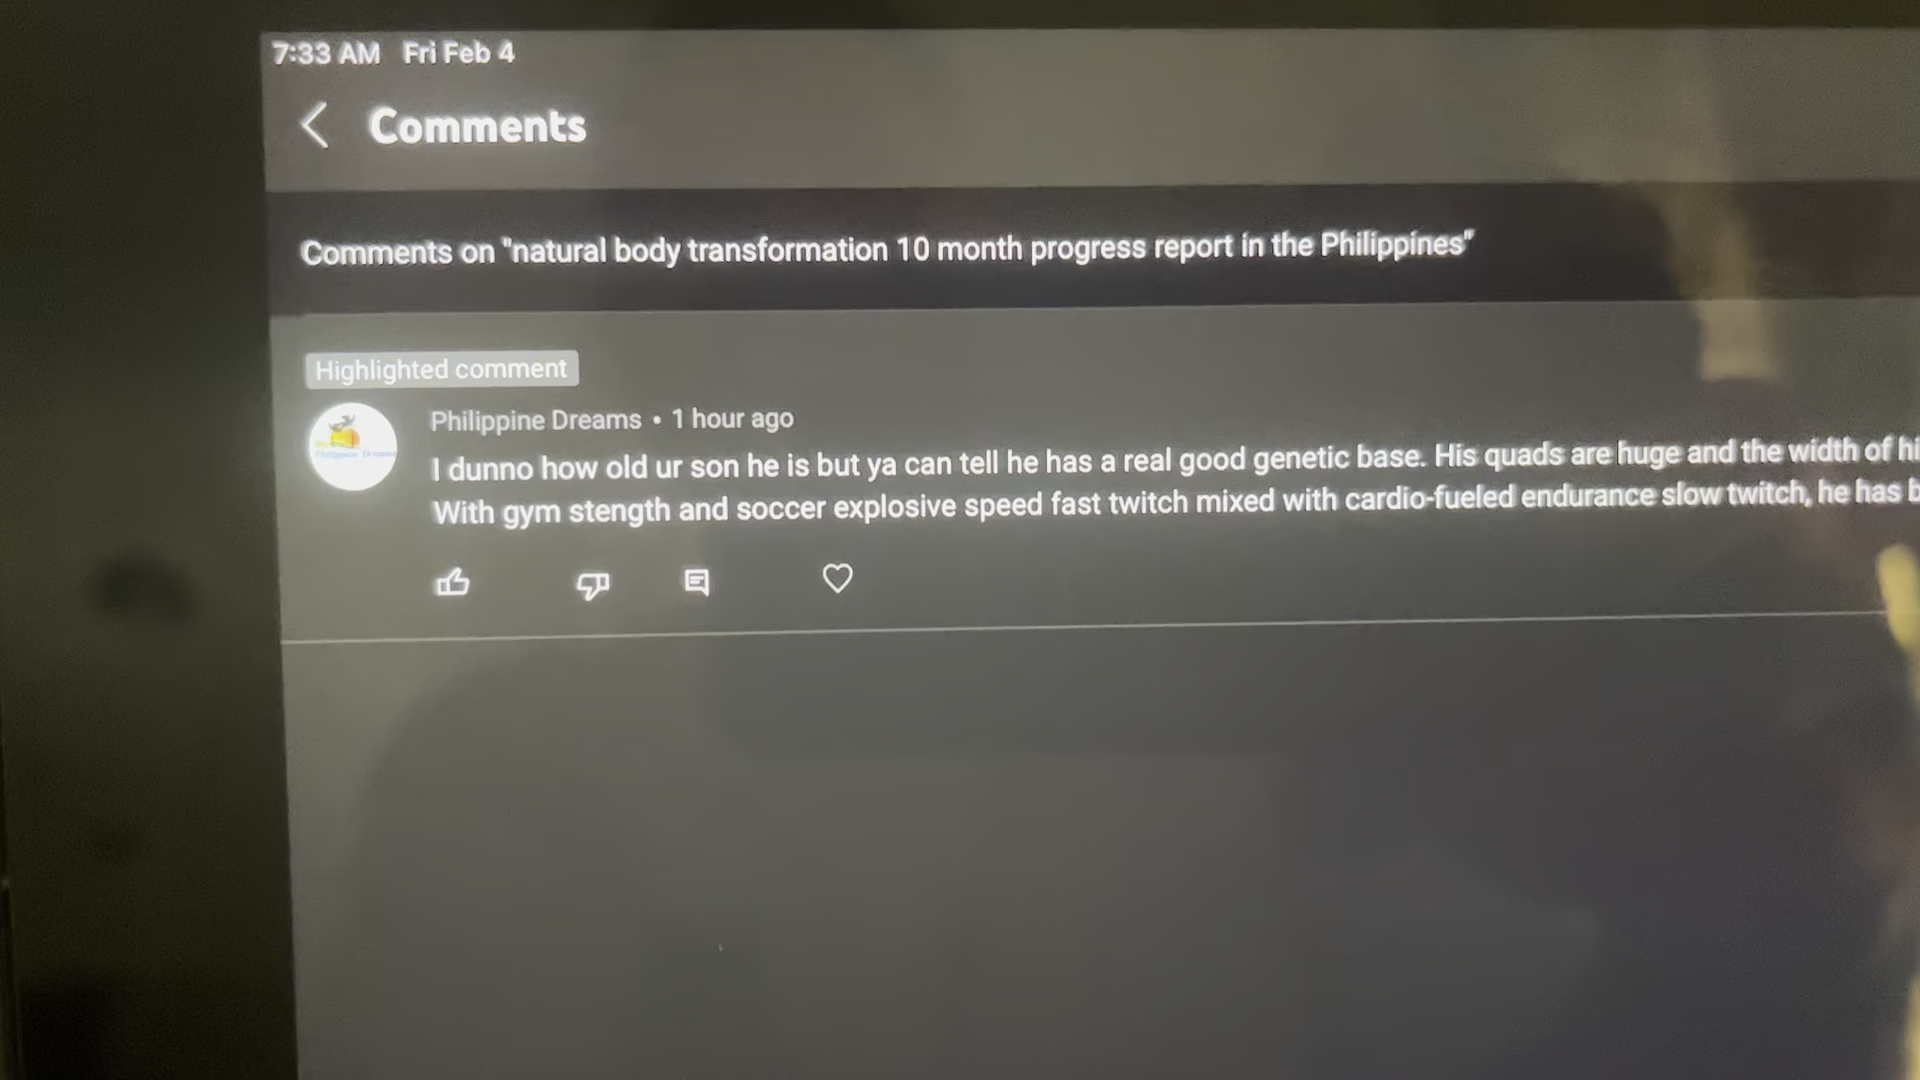 7:33 AM Fri Feb 4
Comments
Comments on "natural body transformation 10 month progress report in the Philippines"
Highlighted comment
Philippine Dreams • 1 hour ago
I dunno how old ur son he is but ya can tell he has a real good genetic base. His quads are huge and the width of hi
With gym stength and soccer explosive speed fast twitch mixed with cardio-fueled endurance slow twitch, he has b